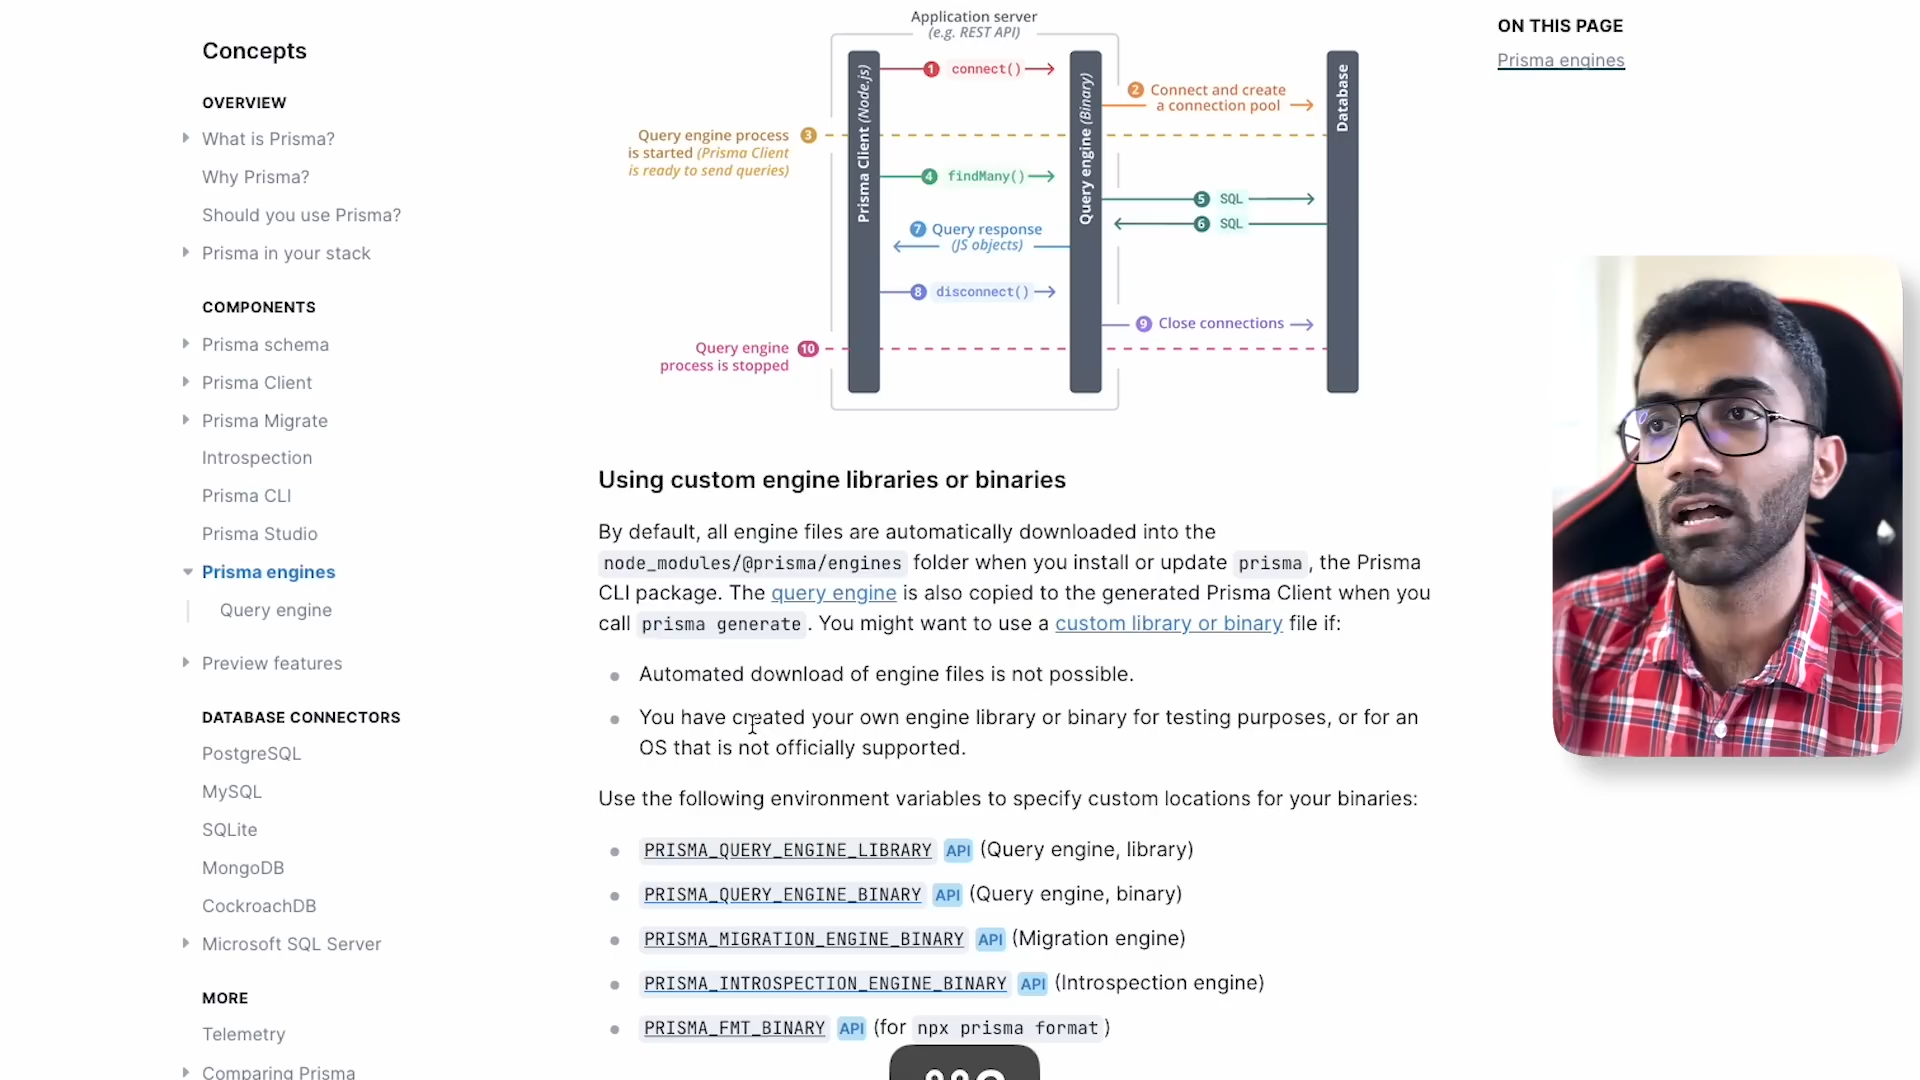 Concepts
OVERVIEW
What is Prisma?
Why Prisma?
Should you use Prisma?
Prisma in your stack
COMPONENTS
Prisma schema
Prisma Client
Prisma Migrate
Introspection
Prisma CLI
Prisma Studio
Prisma engines
Query engine
Preview features
DATABASE CONNECTORS
PostgreSQL
MySQL
SQLite
MongoDB
CockroachDB
Microsoft SQL Server
MORE
Telemetry
Comparing Prisma
Application server
(e.g. REST API)
Prisma Client (Node.js)
Query engine (Binary)
Database
1 connect()
2 Connect and create
a connection pool
Query engine process 3
is started (Prisma Client
is ready to send queries)
4 findMany()
5 SQL
6 SQL
7 Query response
(JS objects)
8 disconnect()
9 Close connections
Query engine 10
process is stopped
Using custom engine libraries or binaries
By default, all engine files are automatically downloaded into the
node_modules/@prisma/engines folder when you install or update prisma, the Prisma
CLI package. The query engine is also copied to the generated Prisma Client when you
call prisma generate. You might want to use a custom library or binary file if:
Automated download of engine files is not possible.
You have created your own engine library or binary for testing purposes, or for an
OS that is not officially supported.
Use the following environment variables to specify custom locations for your binaries:
PRISMA_QUERY_ENGINE_LIBRARY API (Query engine, library)
PRISMA_QUERY_ENGINE_BINARY API (Query engine, binary)
PRISMA_MIGRATION_ENGINE_BINARY API (Migration engine)
PRISMA_INTROSPECTION_ENGINE_BINARY API (Introspection engine)
PRISMA_FMT_BINARY API (for npx prisma format)
ON THIS PAGE
Prisma engines